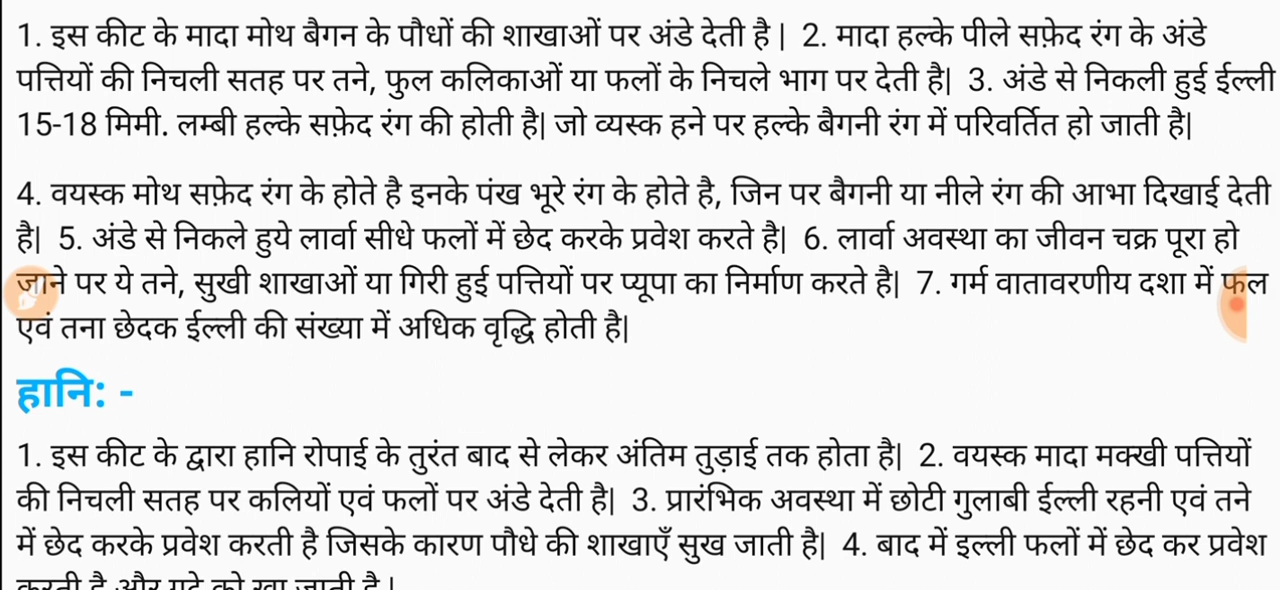 1. इस कीट के मादा मोथ बैगन के पौधों की शाखाओं पर अंडे देती है | 2. मादा हल्के पीले सफ़ेद रंग के अंडे
पत्तियों की निचली सतह पर तने, फुल कलिकाओं या फलों के निचले भाग पर देती है| 3. अंडे से निकली हुई ईल्ली
15-18 मिमी. लम्बी हल्के सफ़ेद रंग की होती है| जो व्यस्क हने पर हल्के बैगनी रंग में परिवर्तित हो जाती है|
4. वयस्क मोथ सफ़ेद रंग के होते है इनके पंख भूरे रंग के होते है, जिन पर बैगनी या नीले रंग की आभा दिखाई देती
है| 5. अंडे से निकले हुये लार्वा सीधे फलों में छेद करके प्रवेश करते है| 6. लार्वा अवस्था का जीवन चक्र पूरा हो
जाने पर ये तने, सुखी शाखाओं या गिरी हुई पत्तियों पर प्यूपा का निर्माण करते है| 7. गर्म वातावरणीय दशा में फल
एवं तना छेदक ईल्ली की संख्या में अधिक वृद्धि होती है|
हानि: -
1. इस कीट के द्वारा हानि रोपाई के तुरंत बाद से लेकर अंतिम तुड़ाई तक होता है| 2. वयस्क मादा मक्खी पत्तियों
की निचली सतह पर कलियों एवं फलों पर अंडे देती है| 3. प्रारंभिक अवस्था में छोटी गुलाबी ईल्ली रहनी एवं तने
में छेद करके प्रवेश करती है जिसके कारण पौधे की शाखाएँ सुख जाती है| 4. बाद में इल्ली फलों में छेद कर प्रवेश
करती है और गूदे को खा जाती है |